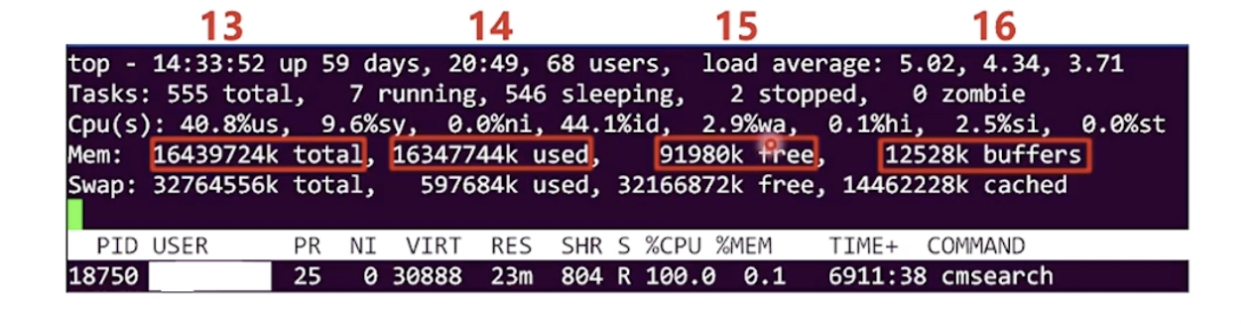 13 14 15 16
top - 14:33:52 up 59 days, 20:49, 68 users,  load average: 5.02, 4.34, 3.71
Tasks: 555 total,   7 running, 546 sleeping,   2 stopped,   0 zombie
Cpu(s): 40.8%us,  9.6%sy,  0.0%ni, 44.1%id,  2.9%wa,  0.1%hi,  2.5%si,  0.0%st
Mem:  16439724k total, 16347744k used,    91980k free,    12528k buffers
Swap: 32764556k total,   597684k used, 32166872k free, 14462228k cached
PID USER      PR  NI  VIRT  RES  SHR S %CPU %MEM    TIME+  COMMAND
18750           25   0 30888  23m  804 R 100.0  0.1   6911:38 cmsearch